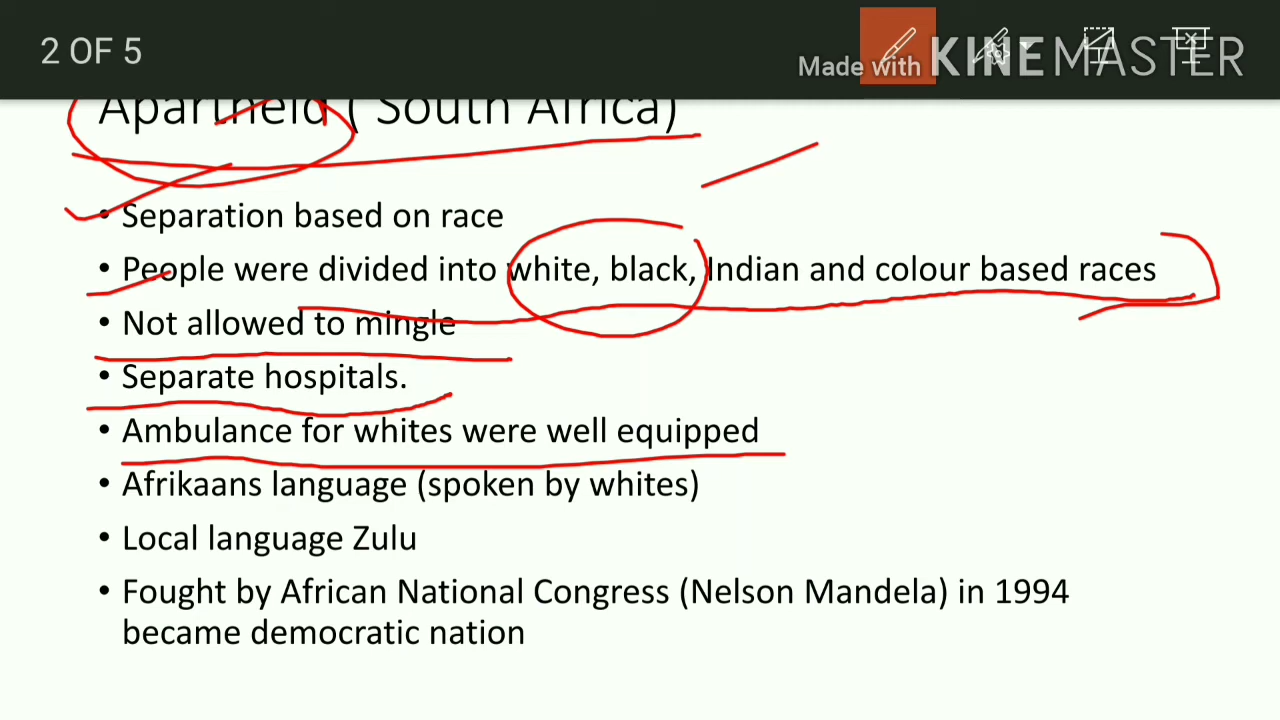 2 OF 5
Made with KINEMASTER
Apartheid ( South Africa)
• Separation based on race
• People were divided into white, black, Indian and colour based races
• Not allowed to mingle
• Separate hospitals.
• Ambulance for whites were well equipped
• Afrikaans language (spoken by whites)
• Local language Zulu
• Fought by African National Congress (Nelson Mandela) in 1994
became democratic nation